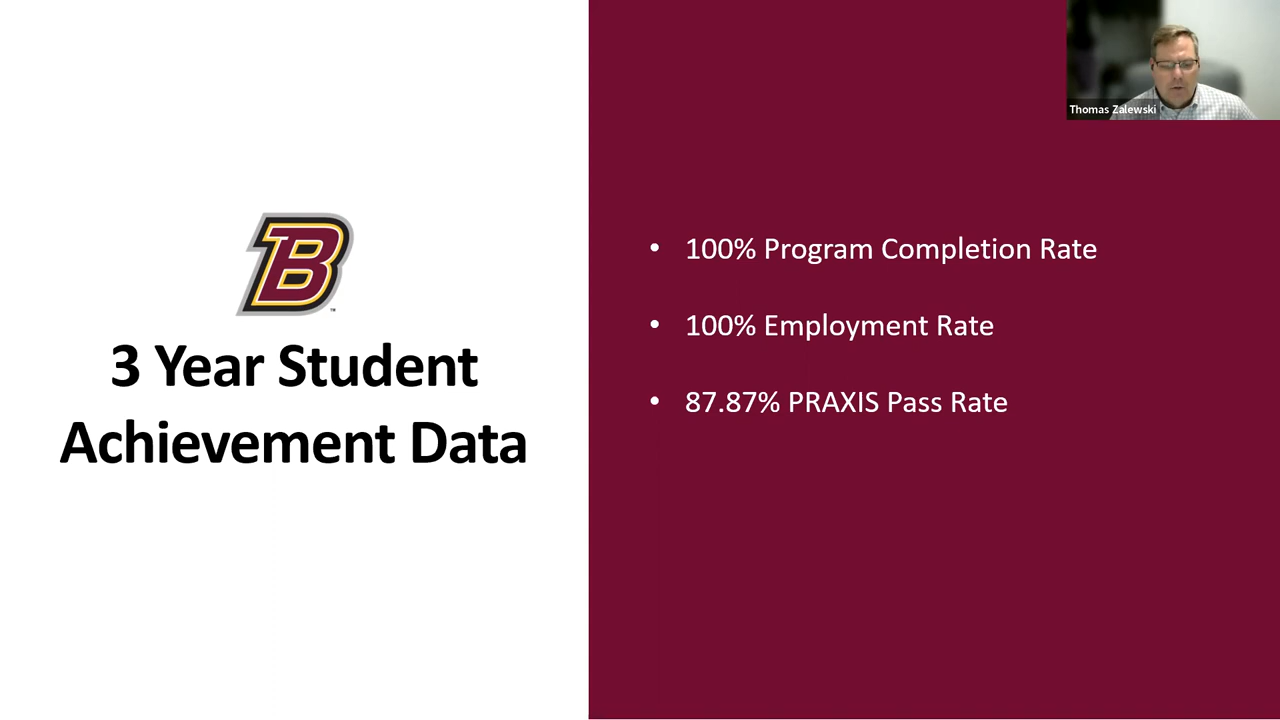 B
™
3 Year Student
Achievement Data
• 100% Program Completion Rate
• 100% Employment Rate
• 87.87% PRAXIS Pass Rate
Thomas Zalewski